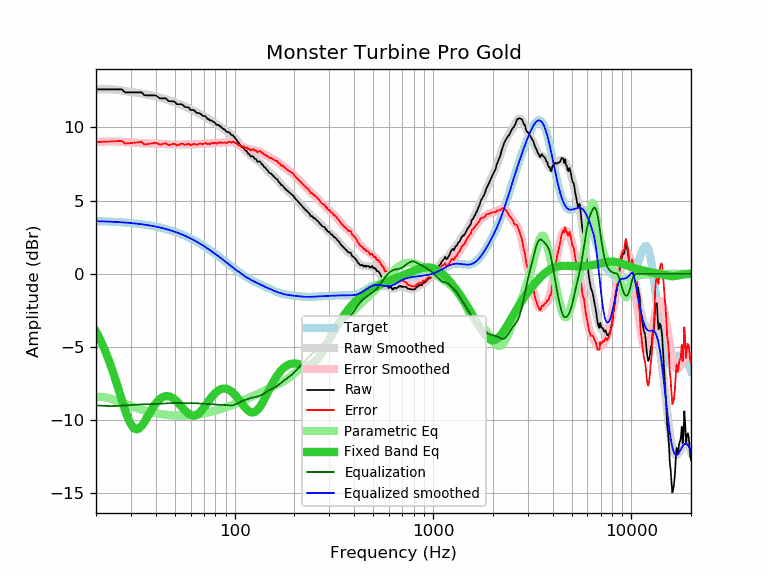 Monster Turbine Pro Gold
Amplitude (dBr)
10
5
0
−5
−10
−15
Target
Raw Smoothed
Error Smoothed
Raw
Error
Parametric Eq
Fixed Band Eq
Equalization
Equalized smoothed
100
1000
10000
Frequency (Hz)